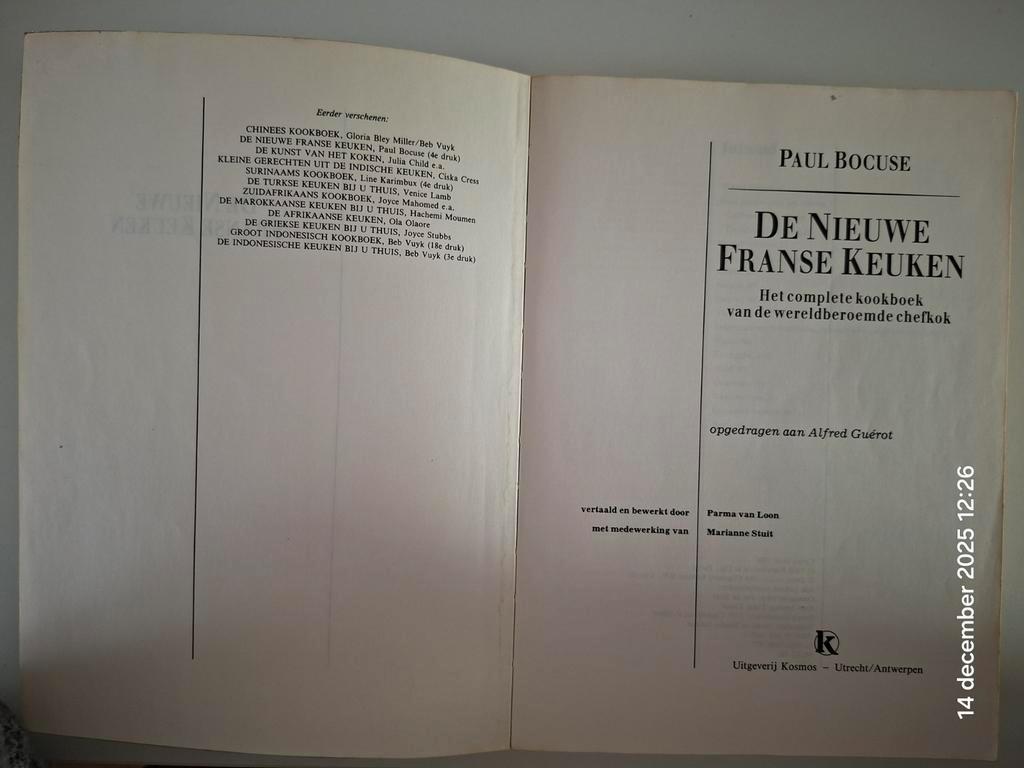 Eerder verschenen:
CHINEES KOOKBOEK, Gloria Bley Miller/Beb Vuyk
DE NIEUWE FRANSE KEUKEN, Paul Bocuse (4e druk)
DE KUNST VAN HET KOKEN, Julia Child e.a.
KLEINE GERECHTEN UIT DE INDISCHE KEUKEN, Ciska Cress
SURINAAMS KOOKBOEK, Line Karimbux (4e druk)
DE TURKSE KEUKEN BIJ U THUIS, Venice Lamb
ZUIDAFRIKAANS KOOKBOEK, Joyce Mahomed e.a.
DE MAROKKAANSE KEUKEN BIJ U THUIS, Hachemi Moumen
DE AFRIKAANSE KEUKEN, Ola Olaore
DE GRIEKSE KEUKEN BIJ U THUIS, Joyce Stubbs
GROOT INDONESISCH KOOKBOEK, Beb Vuyk (18e druk)
DE INDONESISCHE KEUKEN BIJ U THUIS, Beb Vuyk (3e druk)
PAUL BOCUSE
DE NIEUWE
FRANSE KEUKEN
Het complete kookboek
van de wereldberoemde chefkok
opgedragen aan Alfred Guérot
vertaald en bewerkt door Parma van Loon
met medewerking van Marianne Stuit
K
Uitgeverij Kosmos – Utrecht/Antwerpen
14 december 2025 12:26